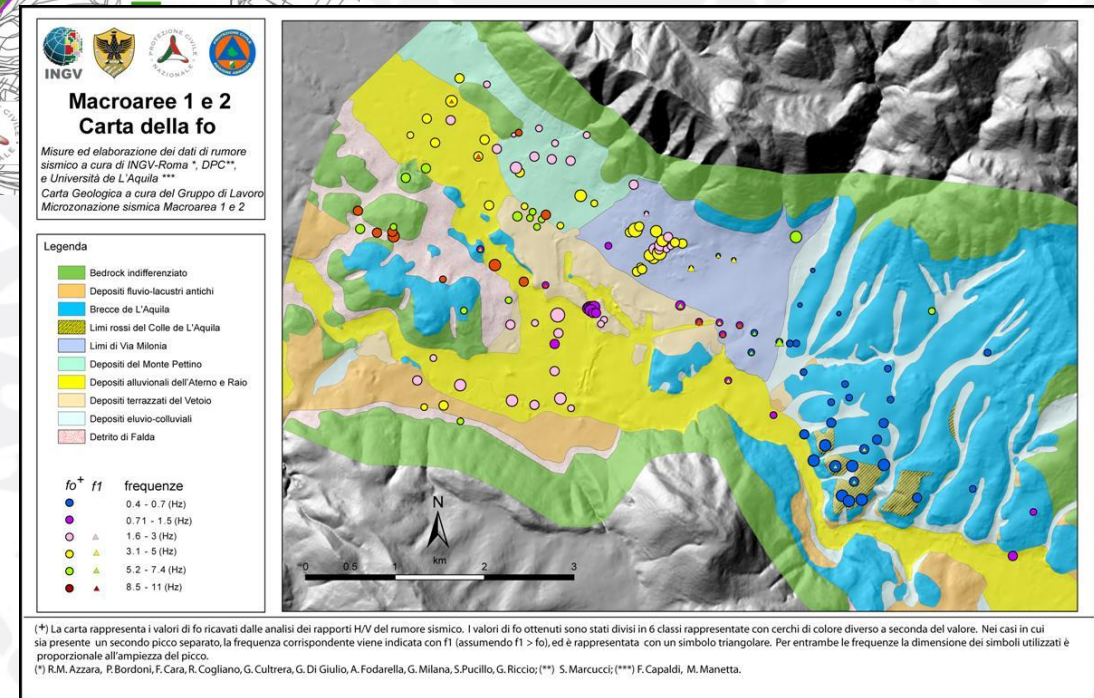 INGV
PROTEZIONE CIVILE
NAZIONALE
Macroaree 1 e 2
Carta della fo
Misure ed elaborazione dei dati di rumore
sismico a cura di INGV-Roma *, DPC**,
e Università de L'Aquila ***
Carta Geologica a cura del Gruppo di Lavoro
Microzonazione sismica Macroarea 1 e 2
Legenda
Bedrock indifferenziato
Depositi fluvio-lacustri antichi
Brecce de L'Aquila
Limi rossi del Colle de L'Aquila
Limi di Via Milonia
Depositi del Monte Pettino
Depositi alluvionali dell'Aterno e Raio
Depositi terrazzati del Vetoio
Depositi eluvio-colluviali
Detrito di Falda
fo+ f1 frequenze
0.4 - 0.7 (Hz)
0.71 - 1.5 (Hz)
1.6 - 3 (Hz)
3.1 - 5 (Hz)
5.2 - 7.4 (Hz)
8.5 - 11 (Hz)
N
km
0 0.5 1 2 3
(+) La carta rappresenta i valori di fo ricavati dalle analisi dei rapporti H/V del rumore sismico. I valori di fo ottenuti sono stati divisi in 6 classi rappresentate con cerchi di colore diverso a seconda del valore. Nei casi in cui
sia presente un secondo picco separato, la frequenza corrispondente viene indicata con f1 (assumendo f1 > fo), ed è rappresentata con un simbolo triangolare. Per entrambe le frequenze la dimensione dei simboli utilizzati è
proporzionale all'ampiezza del picco.
(*) R.M. Azzara, P. Bordoni, F. Cara, R. Cogliano, G. Cultrera, G. Di Giulio, A. Fodarella, G. Milana, S.Pucillo, G. Riccio; (**) S. Marcucci; (***) F. Capaldi, M. Manetta.